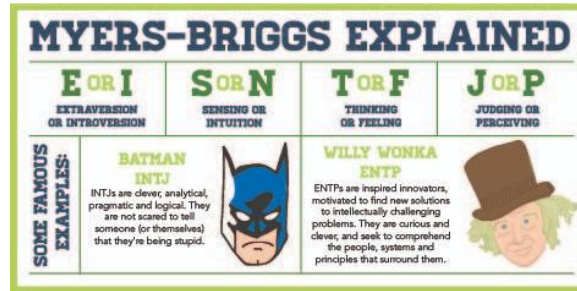 MYERS-BRIGGS EXPLAINED
E OR I
EXTRAVERSION
OR INTROVERSION
S OR N
SENSING OR
INTUITION
T OR F
THINKING
OR FEELING
J OR P
JUDGING OR
PERCEIVING
SOME FAMOUS
EXAMPLES:
BATMAN
INTJ
INTJs are clever, analytical,
pragmatic and logical. They
are not scared to tell
someone (or themselves)
that they're being stupid.
WILLY WONKA
ENTP
ENTPs are inspired innovators,
motivated to find new solutions
to intellectually challenging
problems. They are curious and
clever, and seek to comprehend
the people, systems and
principles that surround them.